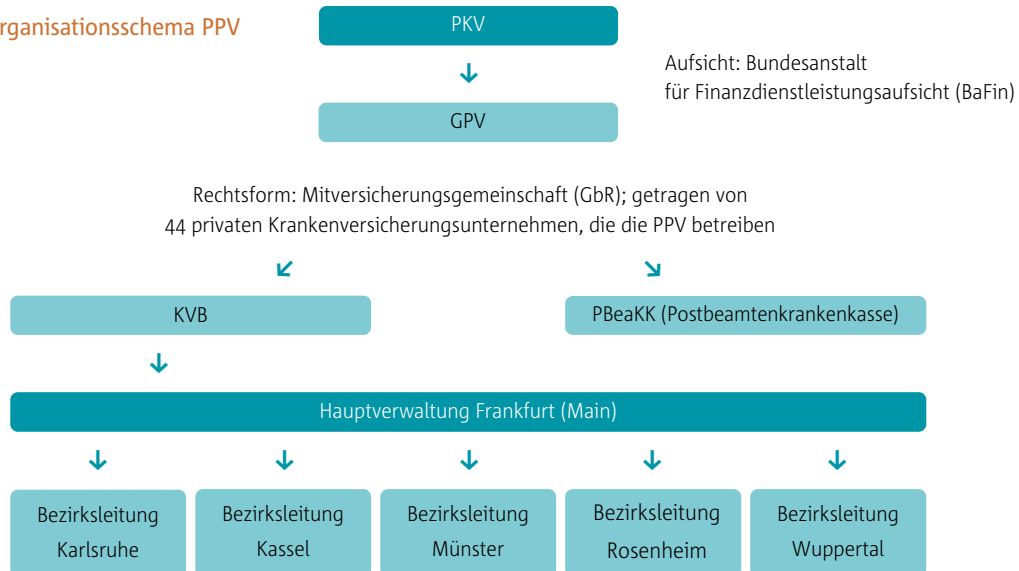 rganisationsschema PPV
PKV
Aufsicht: Bundesanstalt
für Finanzdienstleistungsaufsicht (BaFin)
GPV
Rechtsform: Mitversicherungsgemeinschaft (GbR); getragen von
44 privaten Krankenversicherungsunternehmen, die die PPV betreiben
KVB
PBeaKK (Postbeamtenkrankenkasse)
Hauptverwaltung Frankfurt (Main)
Bezirksleitung
Karlsruhe
Bezirksleitung
Kassel
Bezirksleitung
Münster
Bezirksleitung
Rosenheim
Bezirksleitung
Wuppertal